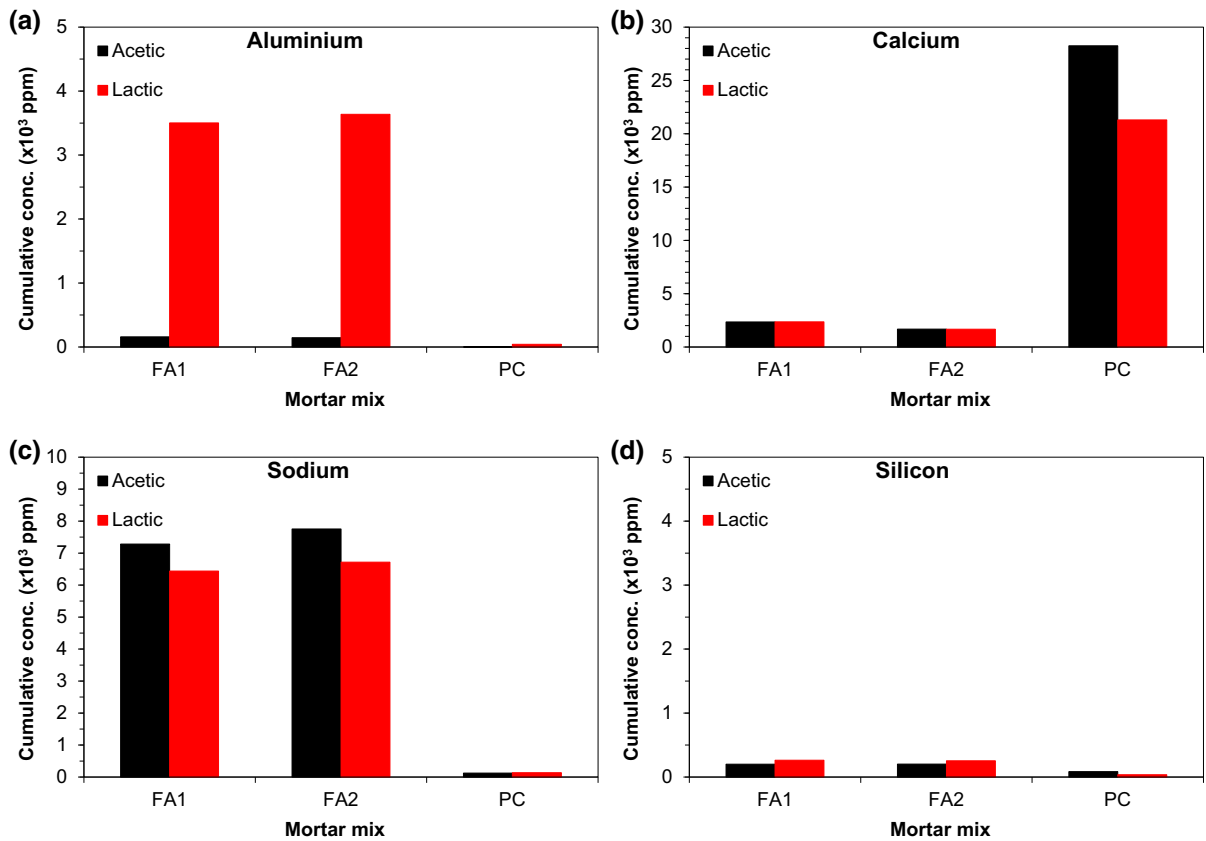 (a)
Aluminium
Acetic
Lactic
Cumulative conc. (x10³ ppm)
5
4
3
2
1
0
FA1 FA2 PC
Mortar mix
(b)
Calcium
Acetic
Lactic
Cumulative conc. (x10³ ppm)
30
25
20
15
10
5
0
FA1 FA2 PC
Mortar mix
(c)
Sodium
Acetic
Lactic
Cumulative conc. (x10³ ppm)
10
9
8
7
6
5
4
3
2
1
0
FA1 FA2 PC
Mortar mix
(d)
Silicon
Acetic
Lactic
Cumulative conc. (x10³ ppm)
5
4
3
2
1
0
FA1 FA2 PC
Mortar mix